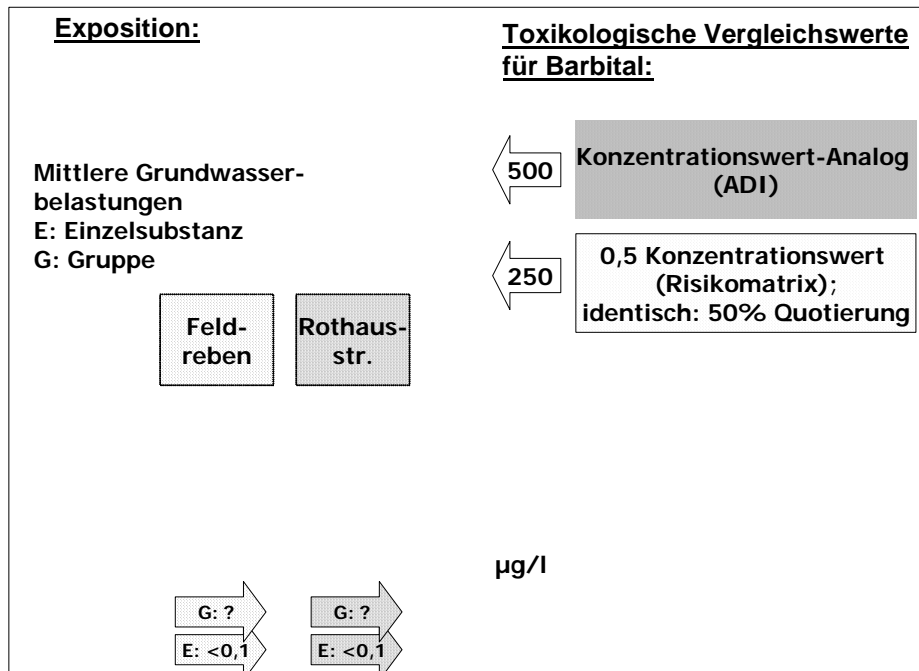 Exposition:
Toxikologische Vergleichswerte
für Barbital:
Mittlere Grundwasser-
belastungen
E: Einzelsubstanz
G: Gruppe
500
Konzentrationswert-Analog
(ADI)
250
0,5 Konzentrationswert
(Risikomatrix);
identisch: 50% Quotierung
Feld-
reben
Rothaus-
str.
µg/l
G: ?
G: ?
E: <0,1
E: <0,1